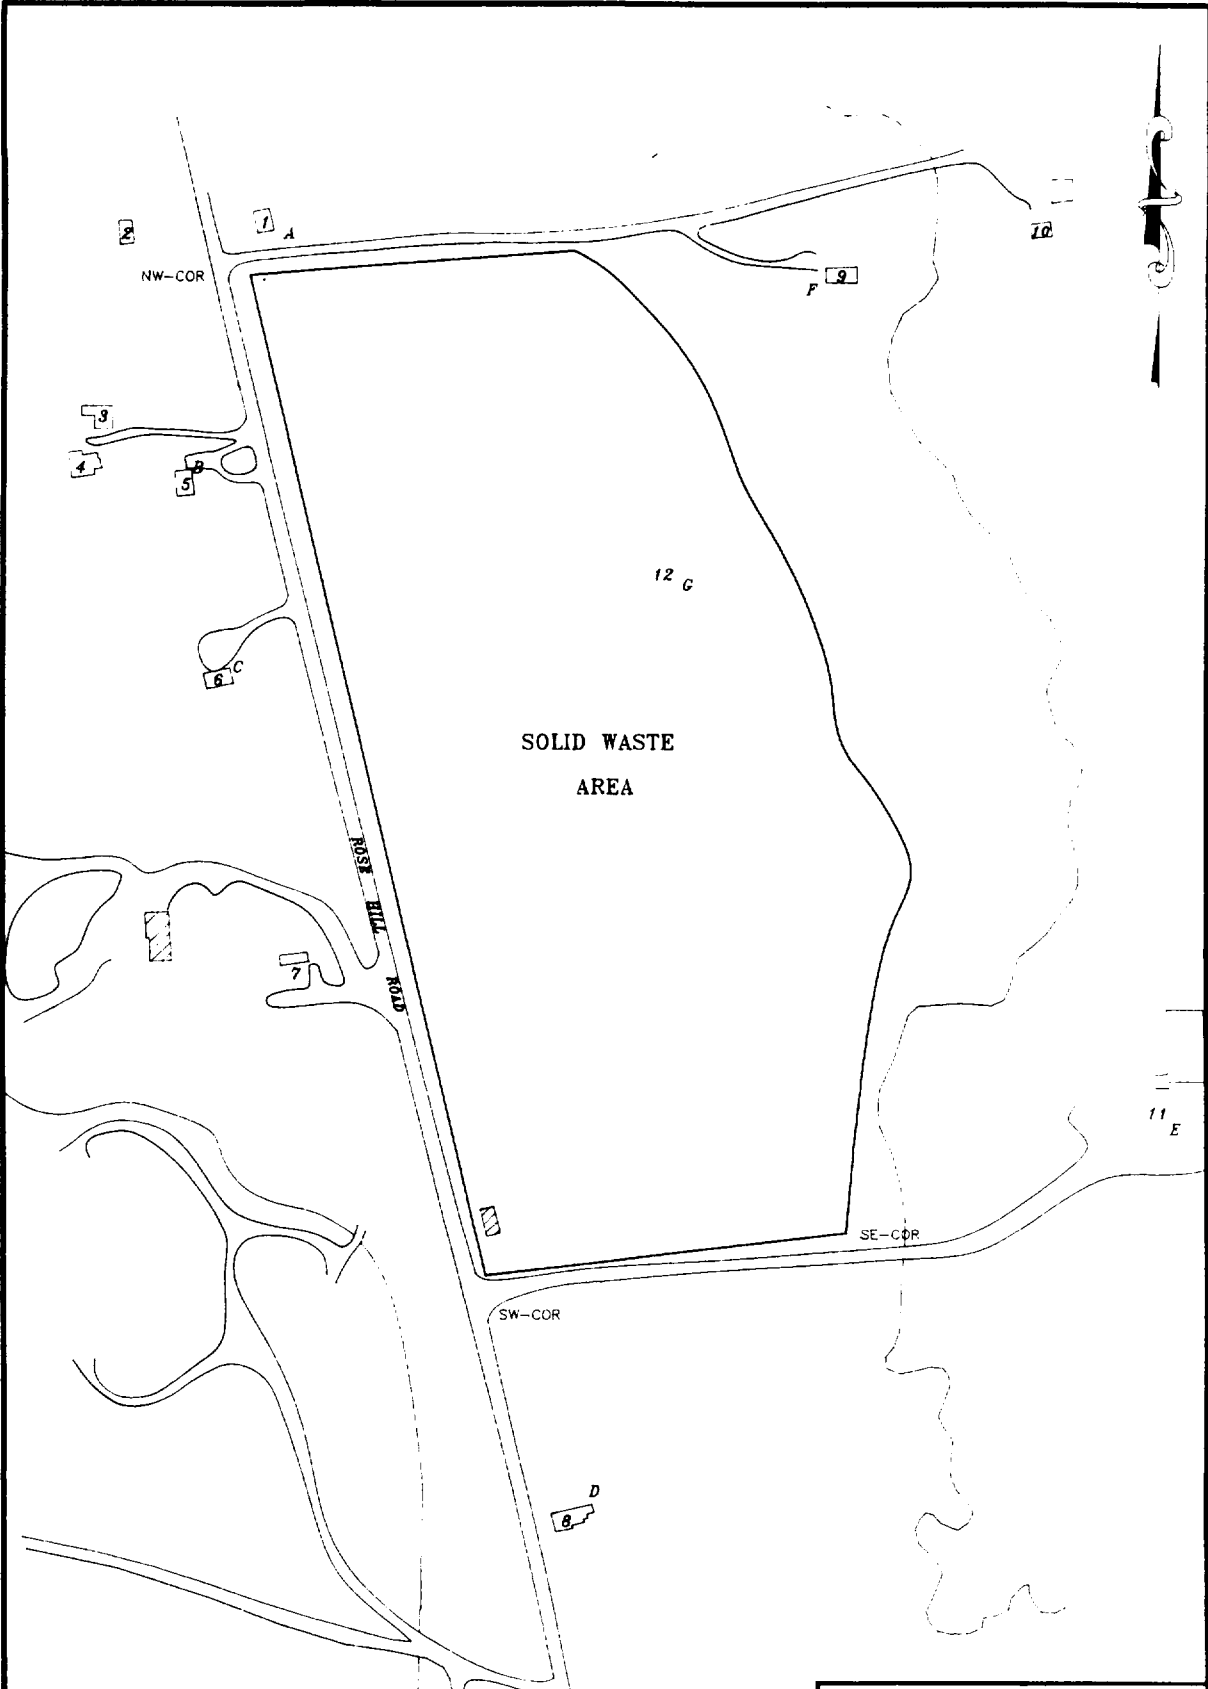 1
A
2
10
NW-COR
9
F
3
4
B
5
12 G
C
6
SOLID WASTE
AREA
ROSE HILL ROAD
7
11
E
SE-COR
SW-COR
D
8